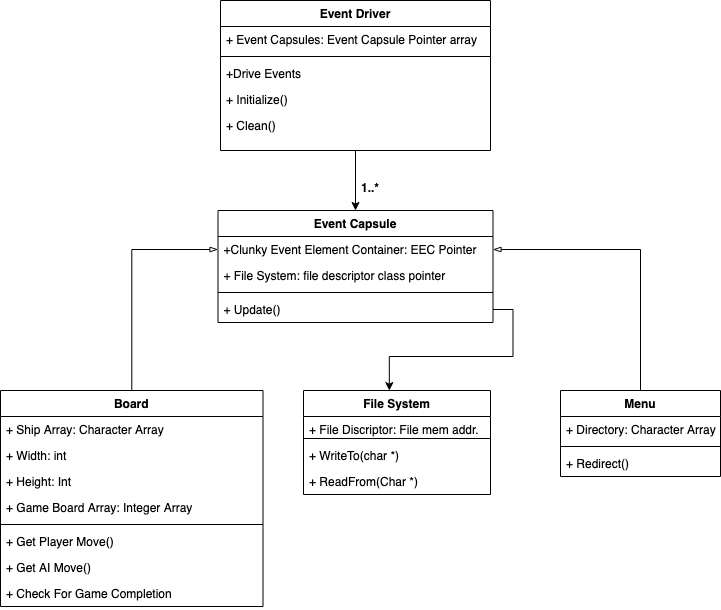 Event Driver
+ Event Capsules: Event Capsule Pointer array
+Drive Events
+ Initialize()
+ Clean()
1..*
Event Capsule
+Clunky Event Element Container: EEC Pointer
+ File System: file descriptor class pointer
+ Update()
Board
+ Ship Array: Character Array
+ Width: int
+ Height: Int
+ Game Board Array: Integer Array
+ Get Player Move()
+ Get AI Move()
+ Check For Game Completion
File System
+ File Discriptor: File mem addr.
+ WriteTo(char *)
+ ReadFrom(Char *)
Menu
+ Directory: Character Array
+ Redirect()